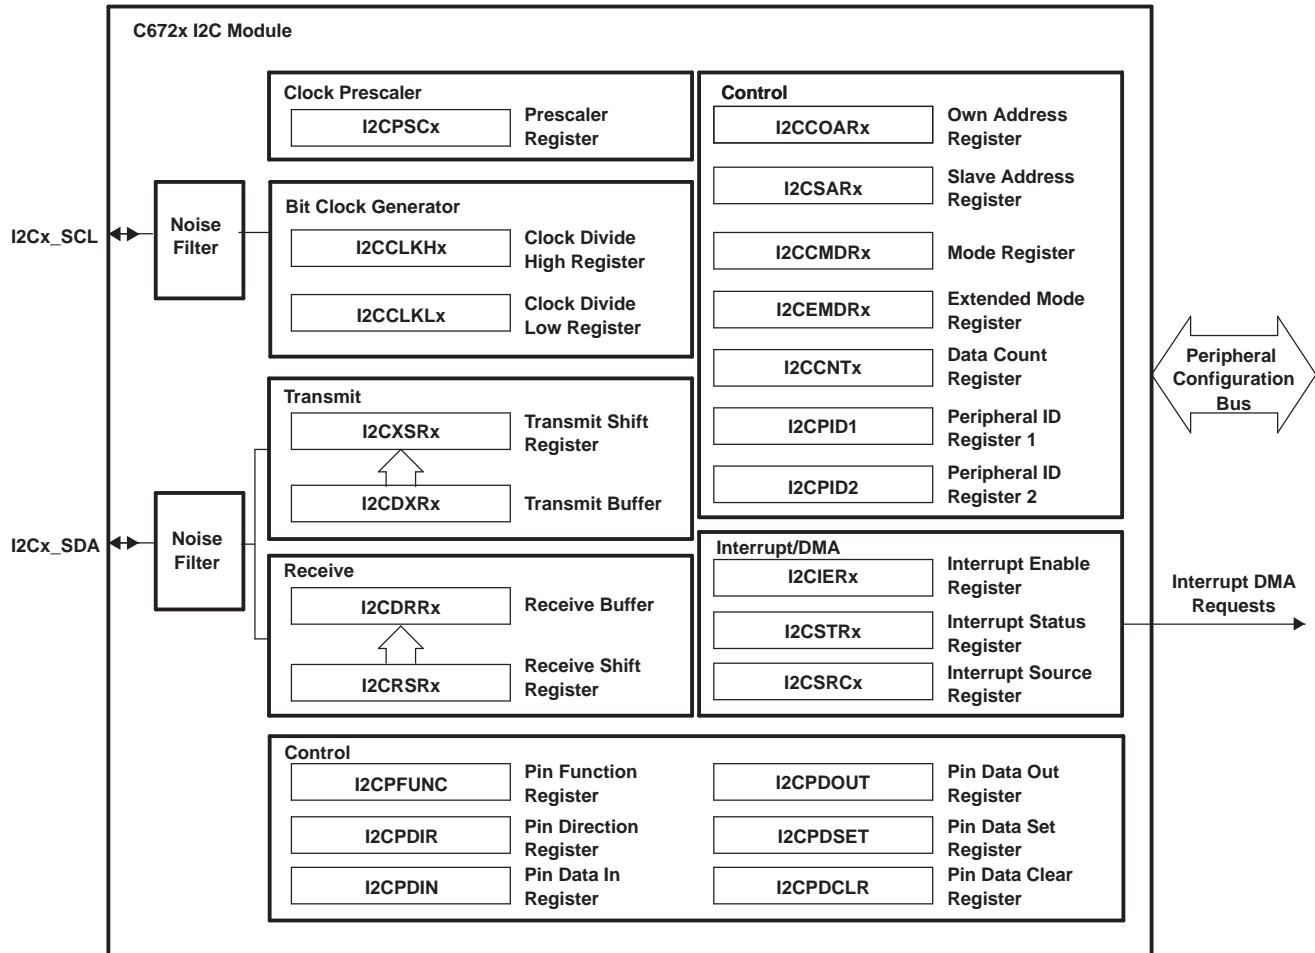 C672x I2C Module
Clock Prescaler
I2CPSCx
Prescaler
Register
I2Cx_SCL
Noise
Filter
Bit Clock Generator
I2CCLKHx
Clock Divide
High Register
I2CCLKLx
Clock Divide
Low Register
Transmit
I2CXSRx
Transmit Shift
Register
I2CDXRx
Transmit Buffer
I2Cx_SDA
Noise
Filter
Receive
I2CDRRx
Receive Buffer
I2CRSRx
Receive Shift
Register
Control
I2CCOARx
Own Address
Register
I2CSARx
Slave Address
Register
I2CCMDRx
Mode Register
I2CEMDRx
Extended Mode
Register
I2CCNTx
Data Count
Register
I2CPID1
Peripheral ID
Register 1
I2CPID2
Peripheral ID
Register 2
Interrupt/DMA
I2CIERx
Interrupt Enable
Register
I2CSTRx
Interrupt Status
Register
I2CSRCx
Interrupt Source
Register
Peripheral
Configuration
Bus
Interrupt DMA
Requests
Control
I2CPFUNC
Pin Function
Register
I2CPDIR
Pin Direction
Register
I2CPDIN
Pin Data In
Register
I2CPDOUT
Pin Data Out
Register
I2CPDSET
Pin Data Set
Register
I2CPDCLR
Pin Data Clear
Register